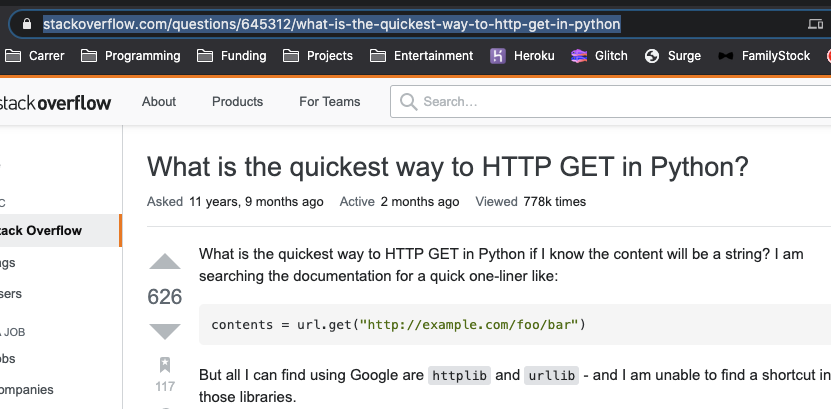 stackoverflow.com/questions/645312/what-is-the-quickest-way-to-http-get-in-python
Carrer Programming Funding Projects Entertainment Heroku Glitch Surge FamilyStock
stackoverflow About Products For Teams Search...
What is the quickest way to HTTP GET in Python?
Asked 11 years, 9 months ago Active 2 months ago Viewed 778k times
C
tack Overflow
gs
sers
JOB
obs
ompanies
What is the quickest way to HTTP GET in Python if I know the content will be a string? I am
searching the documentation for a quick one-liner like:
626
contents = url.get("http://example.com/foo/bar")
117
But all I can find using Google are httplib and urllib - and I am unable to find a shortcut in
those libraries.